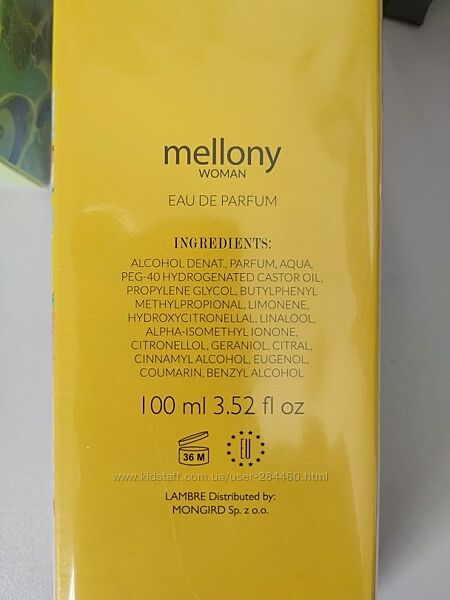 mellony
WOMAN
EAU DE PARFUM
INGREDIENTS:
ALCOHOL DENAT., PARFUM, AQUA,
PEG-40 HYDROGENATED CASTOR OIL,
PROPYLENE GLYCOL, BUTYLPHENYL
METHYLPROPIONAL, LIMONENE,
HYDROXYCITRONELLAL, LINALOOL,
ALPHA-ISOMETHYL IONONE,
CITRONELLOL, GERANIOL, CITRAL,
CINNAMYL ALCOHOL, EUGENOL,
COUMARIN, BENZYL ALCOHOL
100 ml 3.52 fl oz
36 M
EU
www.kidstaff.com.ua/user-284460.html
LAMBRE Distributed by:
MONGIRD Sp. z o.o.